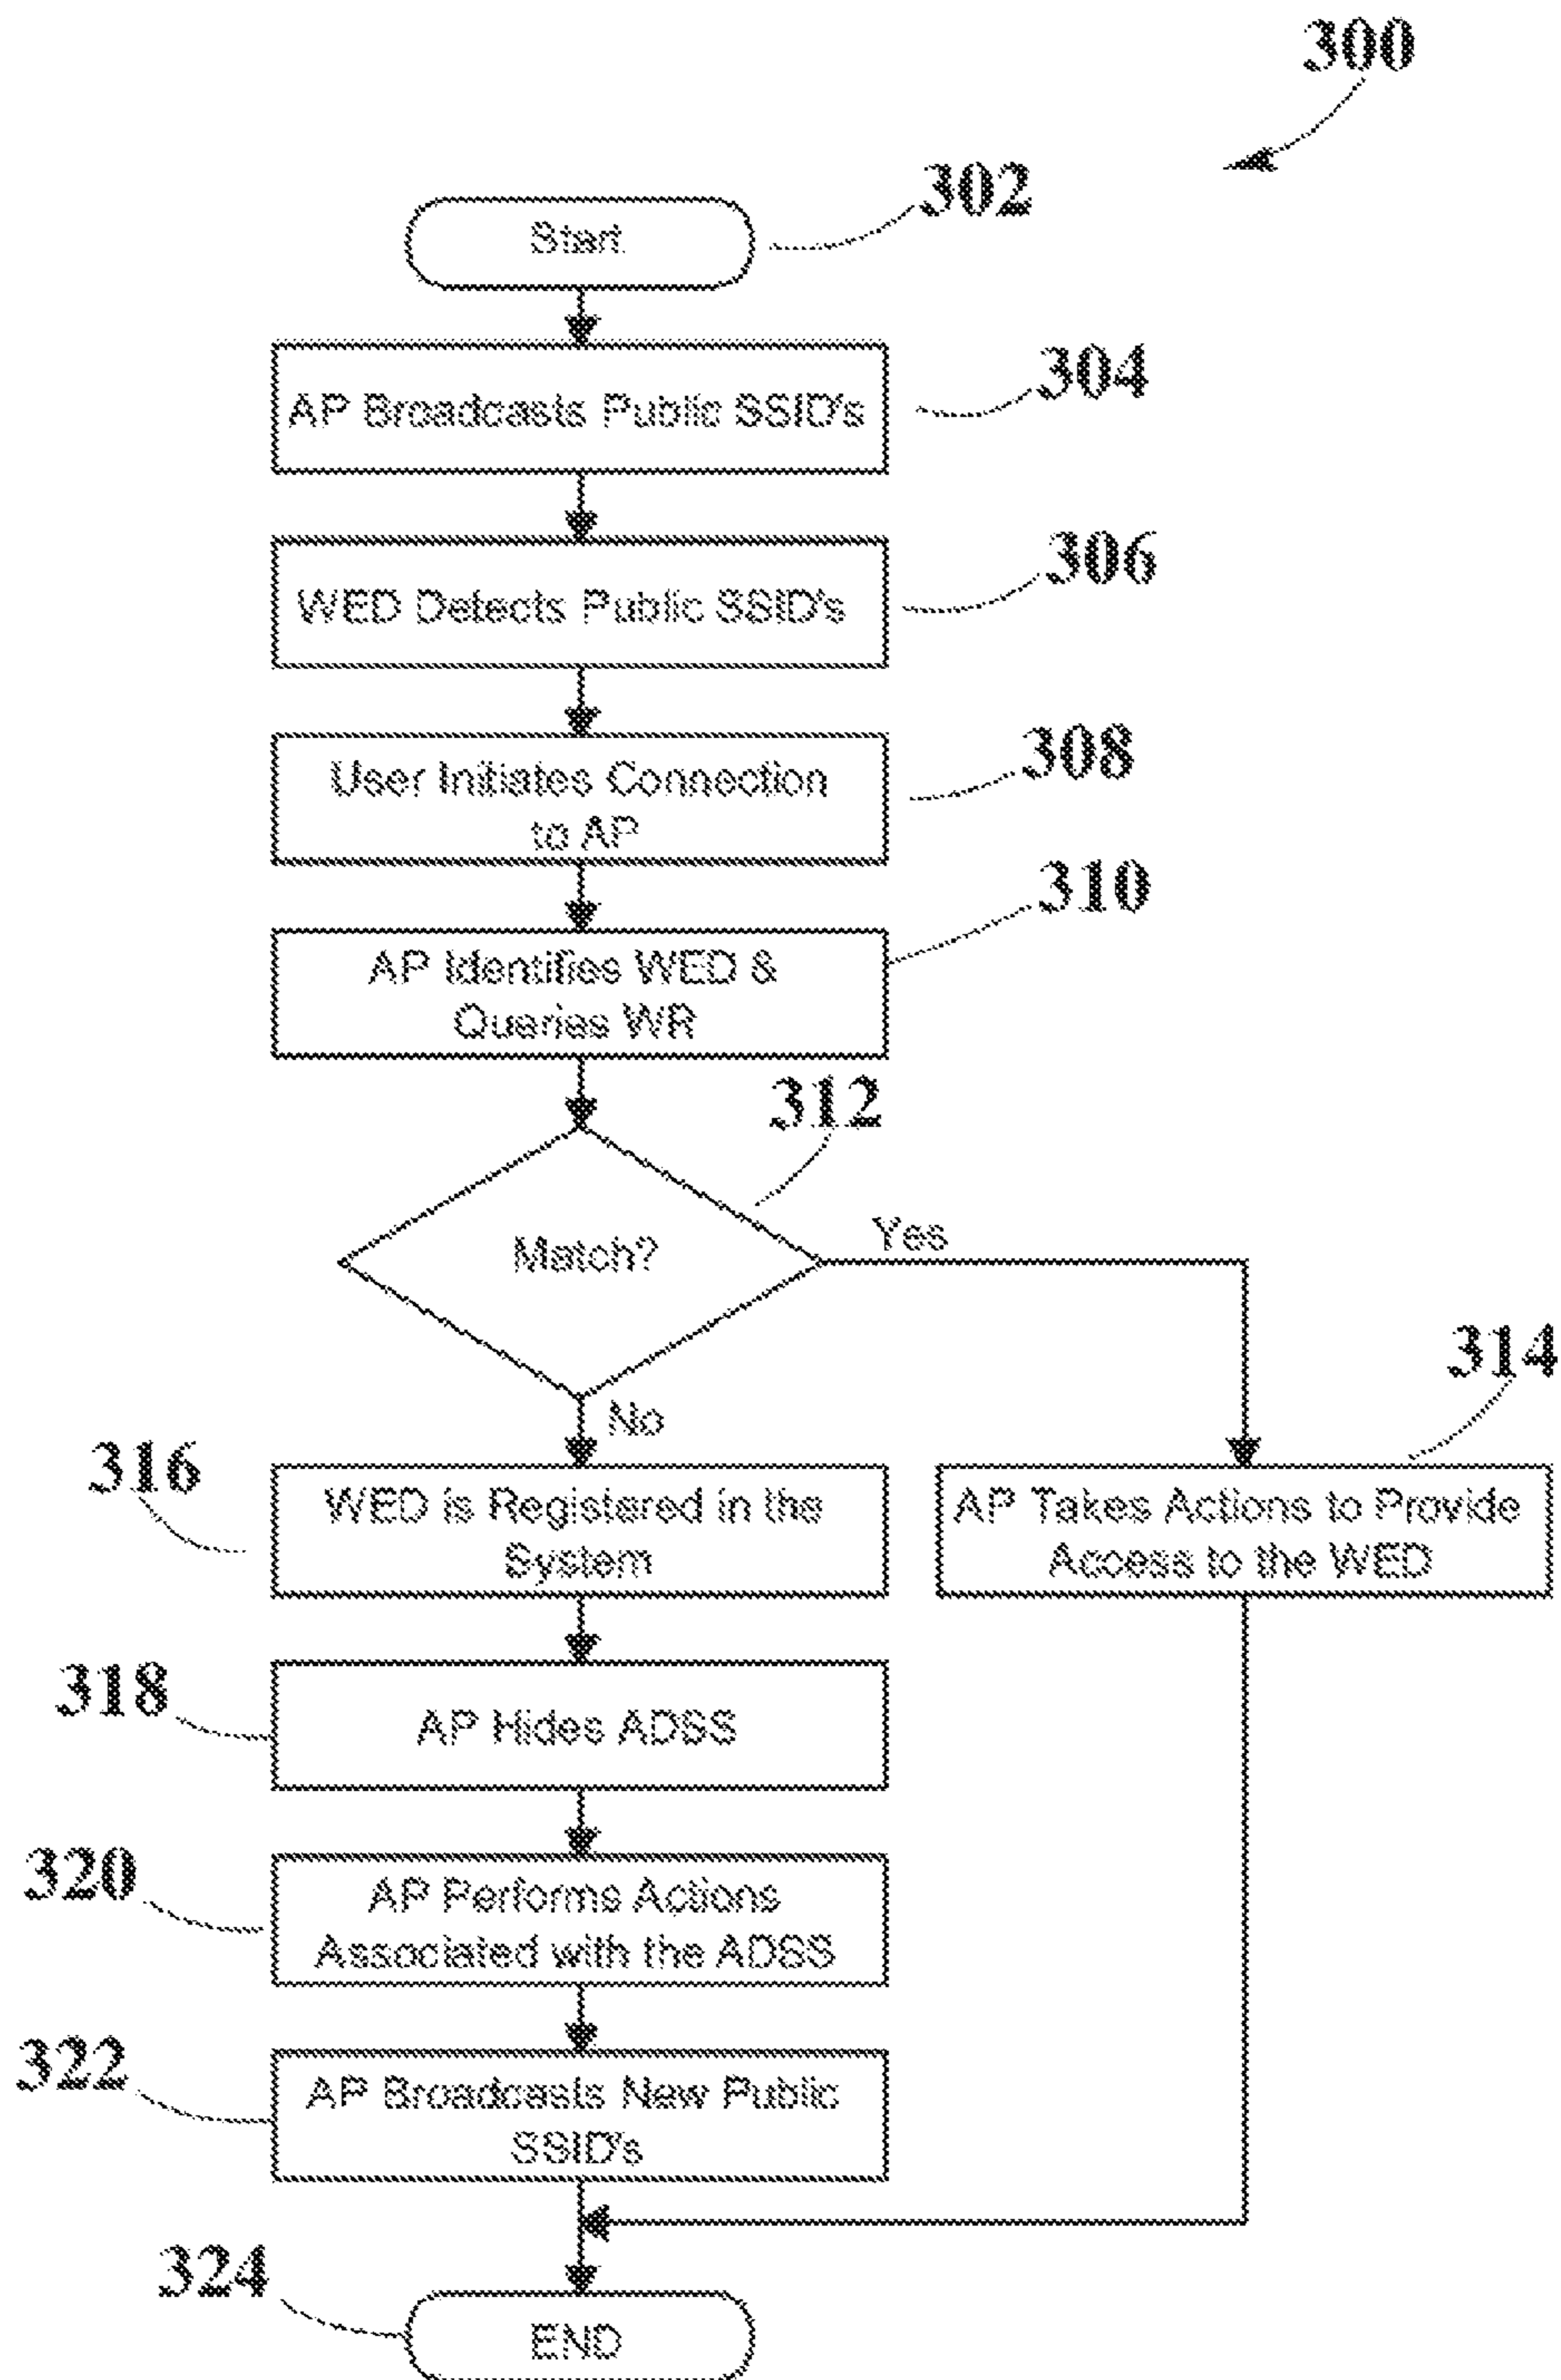 300
302
Start
304
AP Broadcasts Public SSID's
306
WED Detects Public SSID's
308
User Initiates Connection
to AP
310
AP Identifies WED &
Queries WR
312
Match?
Yes
No
314
316
WED is Registered in the
System
AP Takes Actions to Provide
Access to the WED
318
AP Hides ADSS
320
AP Performs Actions
Associated with the ADSS
322
AP Broadcasts New Public
SSID's
324
END